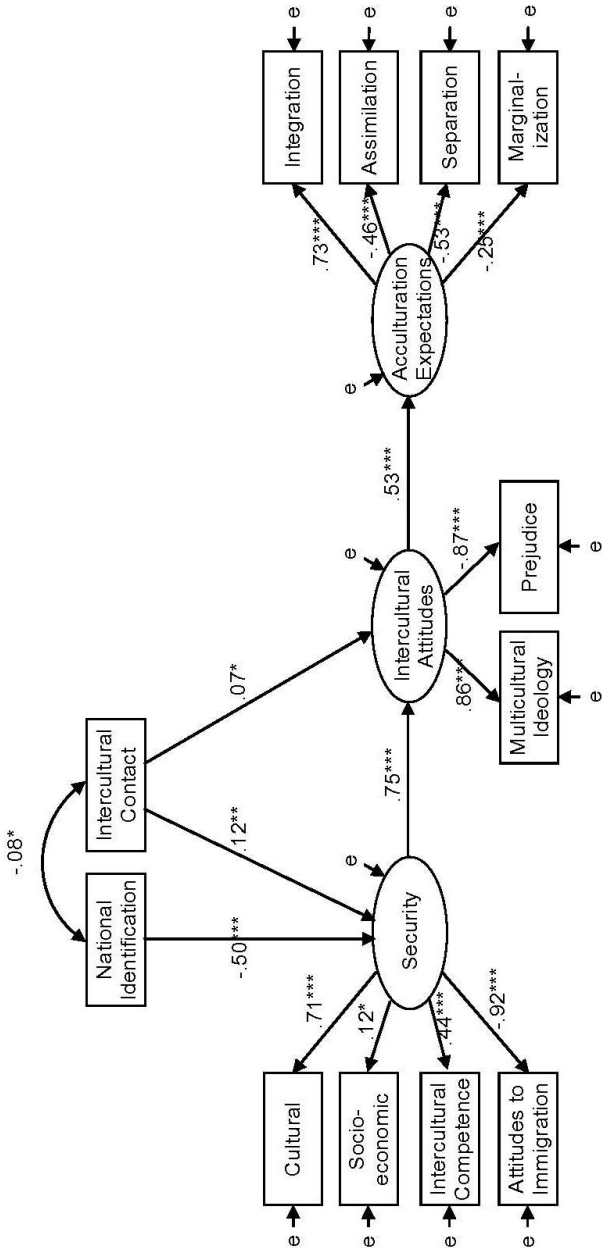 -.08*
National
Identification
Intercultural
Contact
-.50***
.12**
.07*
e
e
e
Cultural
Socio-
economic
Intercultural
Competence
Attitudes to
Immigration
e
e
e
e
.71***
.12*
.44***
-.92***
Security
.75***
Intercultural
Attitudes
.53***
Acculturation
Expectations
.86***
-.87***
Multicultural
Ideology
Prejudice
e
e
.73***
-.46***
-.53***
-.25***
Integration
Assimilation
Separation
Marginal-
ization
e
e
e
e